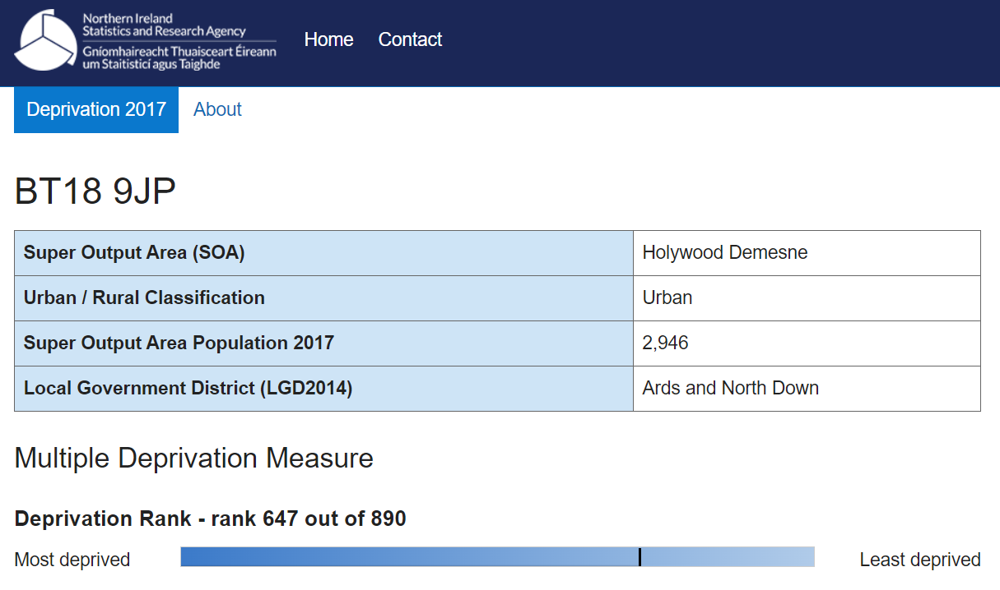 Northern Ireland
Statistics and Research Agency
Gníomhaireacht Thuaisceart Éireann
um Staitisticí agus Taighde
Home Contact
Deprivation 2017 About
BT18 9JP
Super Output Area (SOA) Holywood Demesne
Urban / Rural Classification Urban
Super Output Area Population 2017 2,946
Local Government District (LGD2014) Ards and North Down
Multiple Deprivation Measure
Deprivation Rank - rank 647 out of 890
Most deprived Least deprived